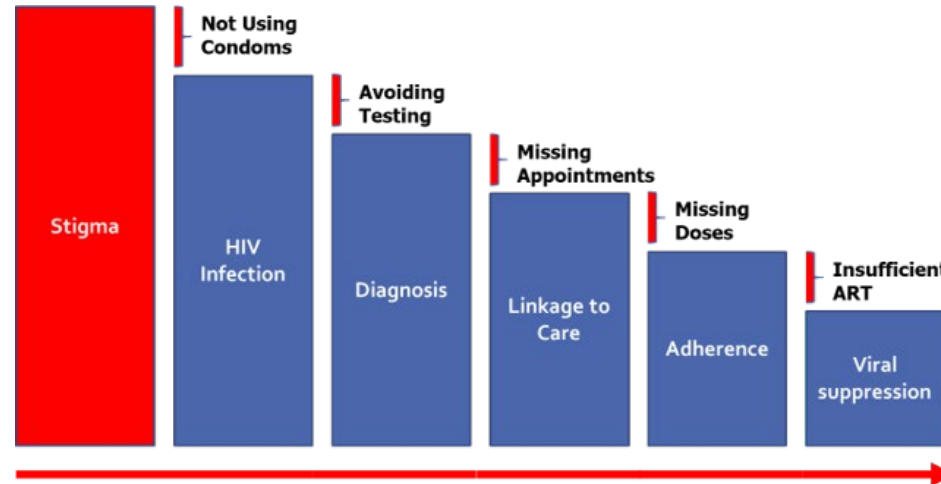 Stigma
Not Using
Condoms
HIV
Infection
Avoiding
Testing
Diagnosis
Missing
Appointments
Linkage to
Care
Missing
Doses
Adherence
Insufficient
ART
Viral
suppression